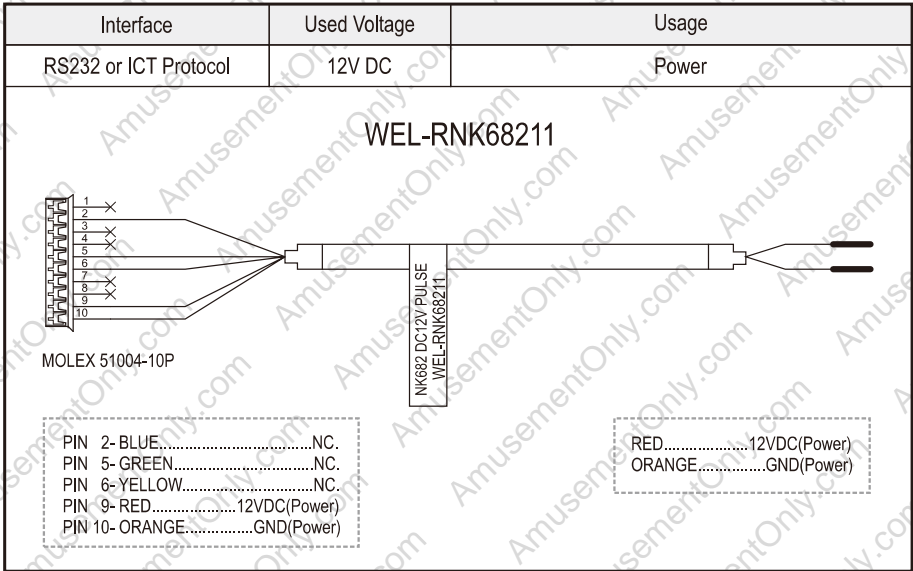 Interface Used Voltage Usage
RS232 or ICT Protocol 12V DC Power
WEL-RNK68211
1
2
3
4
5
6
7
8
9
10
MOLEX 51004-10P
NK682 DC12V PULSE
WEL-RNK68211
PIN 2- BLUE..............................NC.
PIN 5- GREEN...........................NC.
PIN 6- YELLOW.........................NC.
PIN 9- RED................12VDC(Power)
PIN 10- ORANGE.............GND(Power)
RED................12VDC(Power)
ORANGE.............GND(Power)
AmusementOnly.com